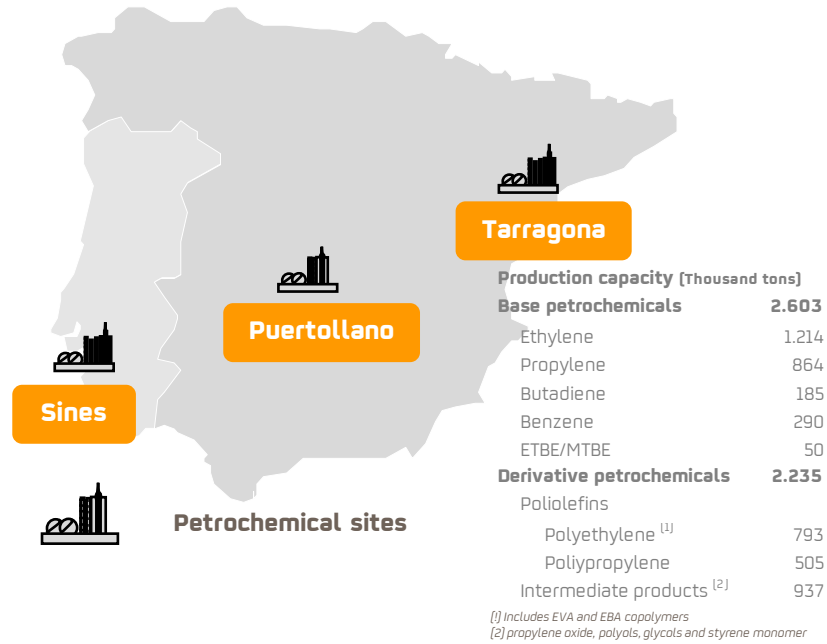 Tarragona
Puertollano
Sines
Petrochemical sites
Production capacity (Thousand tons)
Base petrochemicals 2.603
Ethylene 1.214
Propylene 864
Butadiene 185
Benzene 290
ETBE/MTBE 50
Derivative petrochemicals 2.235
Poliolefins
Polyethylene [1] 793
Poliypropylene 505
Intermediate products [2] 937
[!] Includes EVA and EBA copolymers
[2] propylene oxide, polyols, glycols and styrene monomer